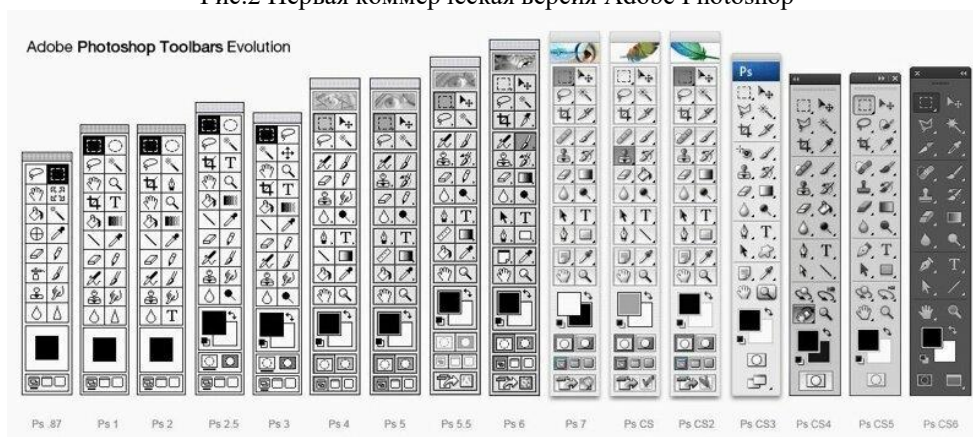 Рис.2 Первая коммерческая версия Adobe Photoshop
Adobe Photoshop Toolbars Evolution
Ps
Ps .87 Ps 1 Ps 2 Ps 2.5 Ps 3 Ps 4 Ps 5 Ps 5.5 Ps 6 Ps 7 Ps CS Ps CS2 Ps CS3 Ps CS4 Ps CS5 Ps CS6